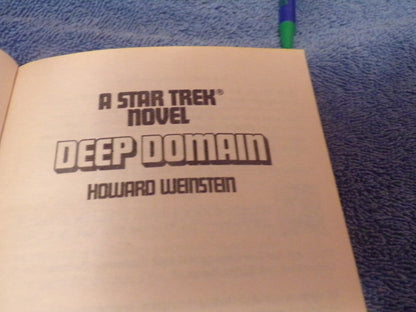 A STAR TREK®
NOVEL
DEEP DOMAIN
HOWARD WEINSTEIN